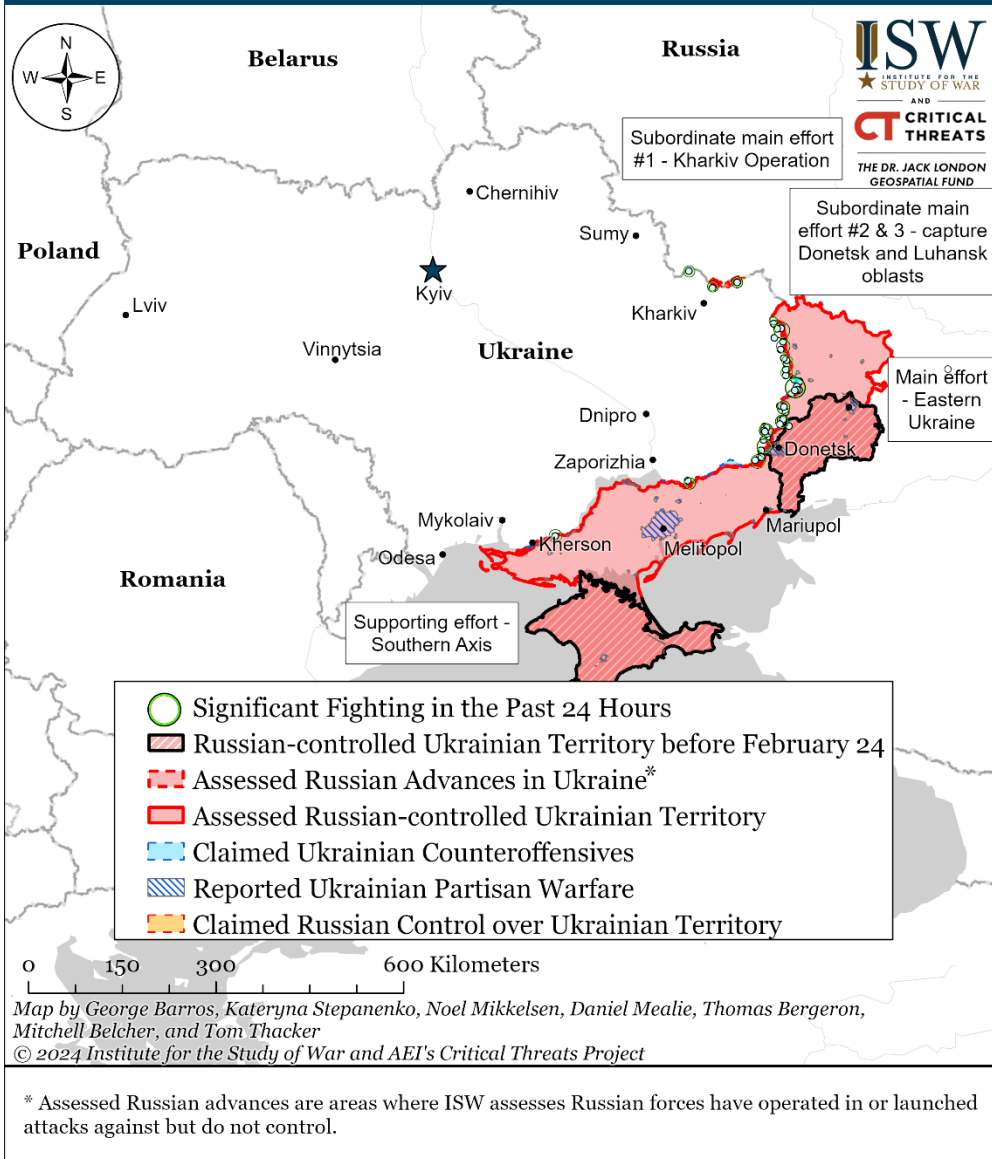 N
W
E
S
Belarus
Russia
ISW
INSTITUTE FOR THE
STUDY OF WAR
AND
CT CRITICAL
THREATS
THE DR. JACK LONDON
GEOSPATIAL FUND
Subordinate main effort
#1 - Kharkiv Operation
Subordinate main
effort #2 & 3 - capture
Donetsk and Luhansk
oblasts
Chernihiv
Sumy
Poland
Kyiv
Lviv
Kharkiv
Vinnytsia
Ukraine
Main effort
- Eastern
Ukraine
Dnipro
Donetsk
Zaporizhia
Mykolaiv
Mariupol
Kherson
Melitopol
Odesa
Romania
Supporting effort -
Southern Axis
Significant Fighting in the Past 24 Hours
Russian-controlled Ukrainian Territory before February 24
Assessed Russian Advances in Ukraine*
Assessed Russian-controlled Ukrainian Territory
Claimed Ukrainian Counteroffensives
Reported Ukrainian Partisan Warfare
Claimed Russian Control over Ukrainian Territory
0 150 300 600 Kilometers
Map by George Barros, Kateryna Stepanenko, Noel Mikkelsen, Daniel Mealie, Thomas Bergeron,
Mitchell Belcher, and Tom Thacker
© 2024 Institute for the Study of War and AEI's Critical Threats Project
* Assessed Russian advances are areas where ISW assesses Russian forces have operated in or launched
attacks against but do not control.